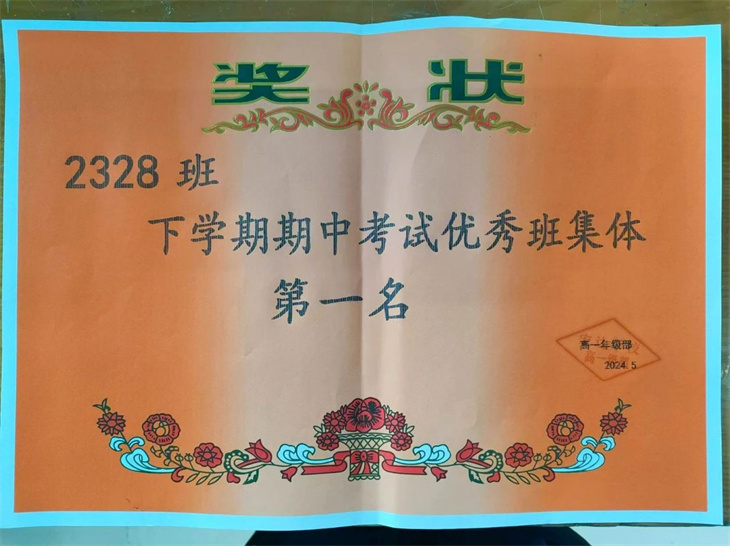 奖 状
2328 班
下学期期中考试优秀班集体
第一名
高一年级部
2024.5